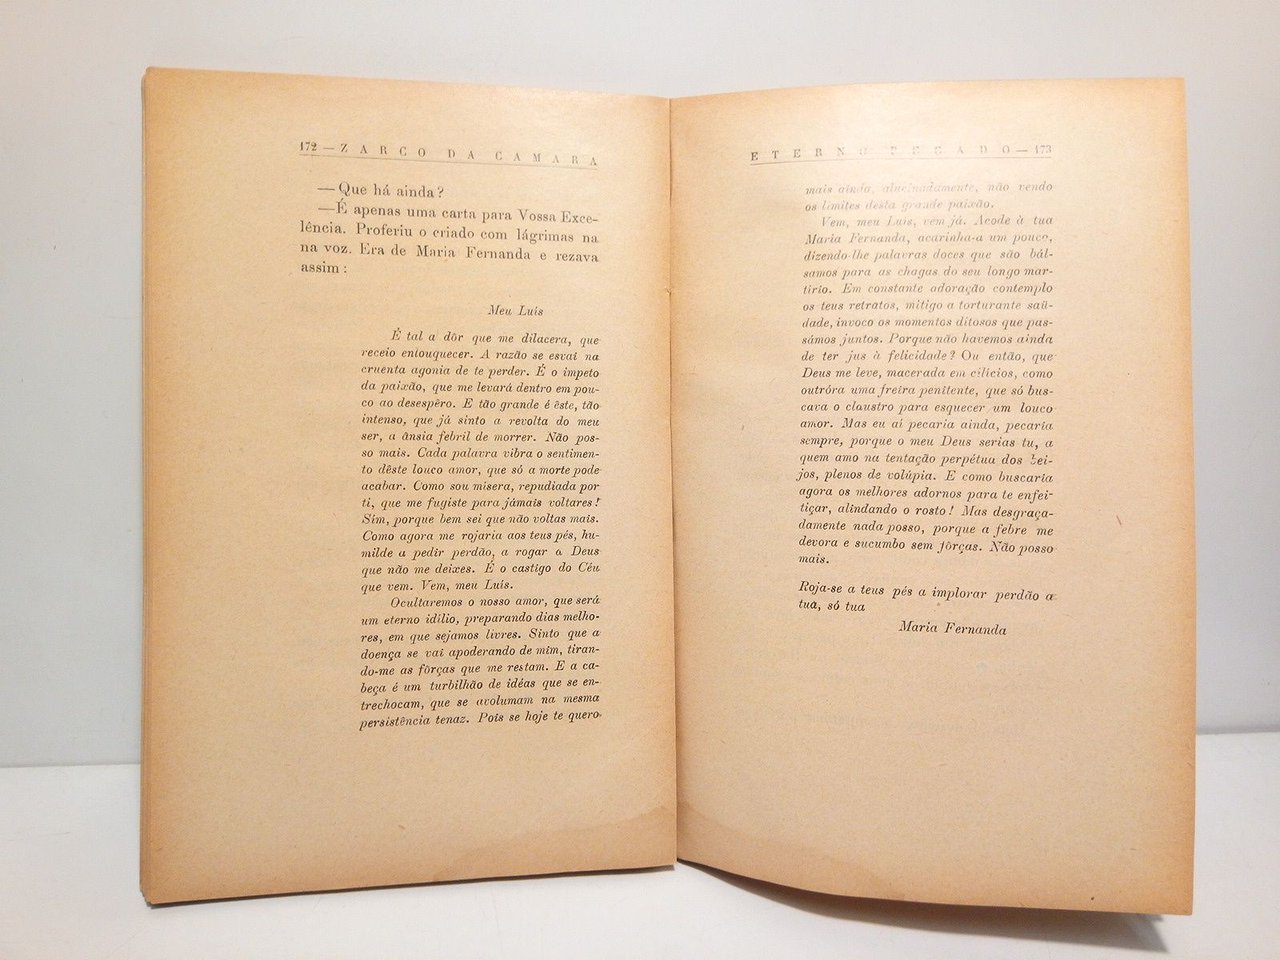 172 — ZARCO DA CAMARA
—Que há ainda?
—É apenas uma carta para Vossa Exce-
lência. Proferiu o criado com lágrimas na
na voz. Era de Maria Fernanda e rezava
assim :
Meu Luís
É tal a dôr que me dilacera, que
receio enlouquecer. A razão se esvai na
cruenta agonia de te perder. É o impeto
da paixão, que me levará dentro em pou-
co ao desespêro. E tão grande é êste, tão
intenso, que já sinto a revolta do meu
ser, a ânsia febril de morrer. Não pos-
so mais. Cada palavra vibra o sentimen-
to dêste louco amor, que só a morte pode
acabar. Como sou misera, repudiada por
ti, que me fugiste para jámais voltares!
Sim, porque bem sei que não voltas mais.
Como agora me rojaria aos teus pés, hu-
milde a pedir perdão, a rogar a Deus
que não me deixes. É o castigo do Céu
que vem. Vem, meu Luís.
Ocultaremos o nosso amor, que será
um eterno idílio, preparando dias melho-
res, em que sejamos livres. Sinto que a
doença se vai apoderando de mim, tiran-
do-me as fôrças que me restam. E a ca-
beça é um turbilhão de idéas que se en-
trechocam, que se avolumam na mesma
persistência tenaz. Pois se hoje te quero
ETERNO PECADO — 173
mais ainda, alucinadamente, não vendo
os limites desta grande paixão.
Vem, meu Luís, vem já. Acode à tua
Maria Fernanda, acarinha-a um pouco,
dizendo-lhe palavras doces que são bál-
samos para as chagas do seu longo mar-
tírio. Em constante adoração contemplo
os teus retratos, mitigo a torturante saü-
dade, invoco os momentos ditosos que pas-
sámos juntos. Porque não havemos ainda
de ter jus à felicidade? Ou então, que
Deus me leve, macerada em cilícios, como
outróra uma freira penitente, que só bus-
cava o claustro para esquecer um louco
amor. Mas eu aí pecaria ainda, pecaria
sempre, porque o meu Deus serias tu, a
quem amo na tentação perpétua dos bei-
jos, plenos de volúpia. E como buscaria
agora os melhores adornos para te enfei-
tiçar, alindando o rosto! Mas desgraça-
damente nada posso, porque a febre me
devora e sucumbo sem fôrças. Não posso
mais.
Roja-se a teus pés a implorar perdão a
tua, só tua
Maria Fernanda